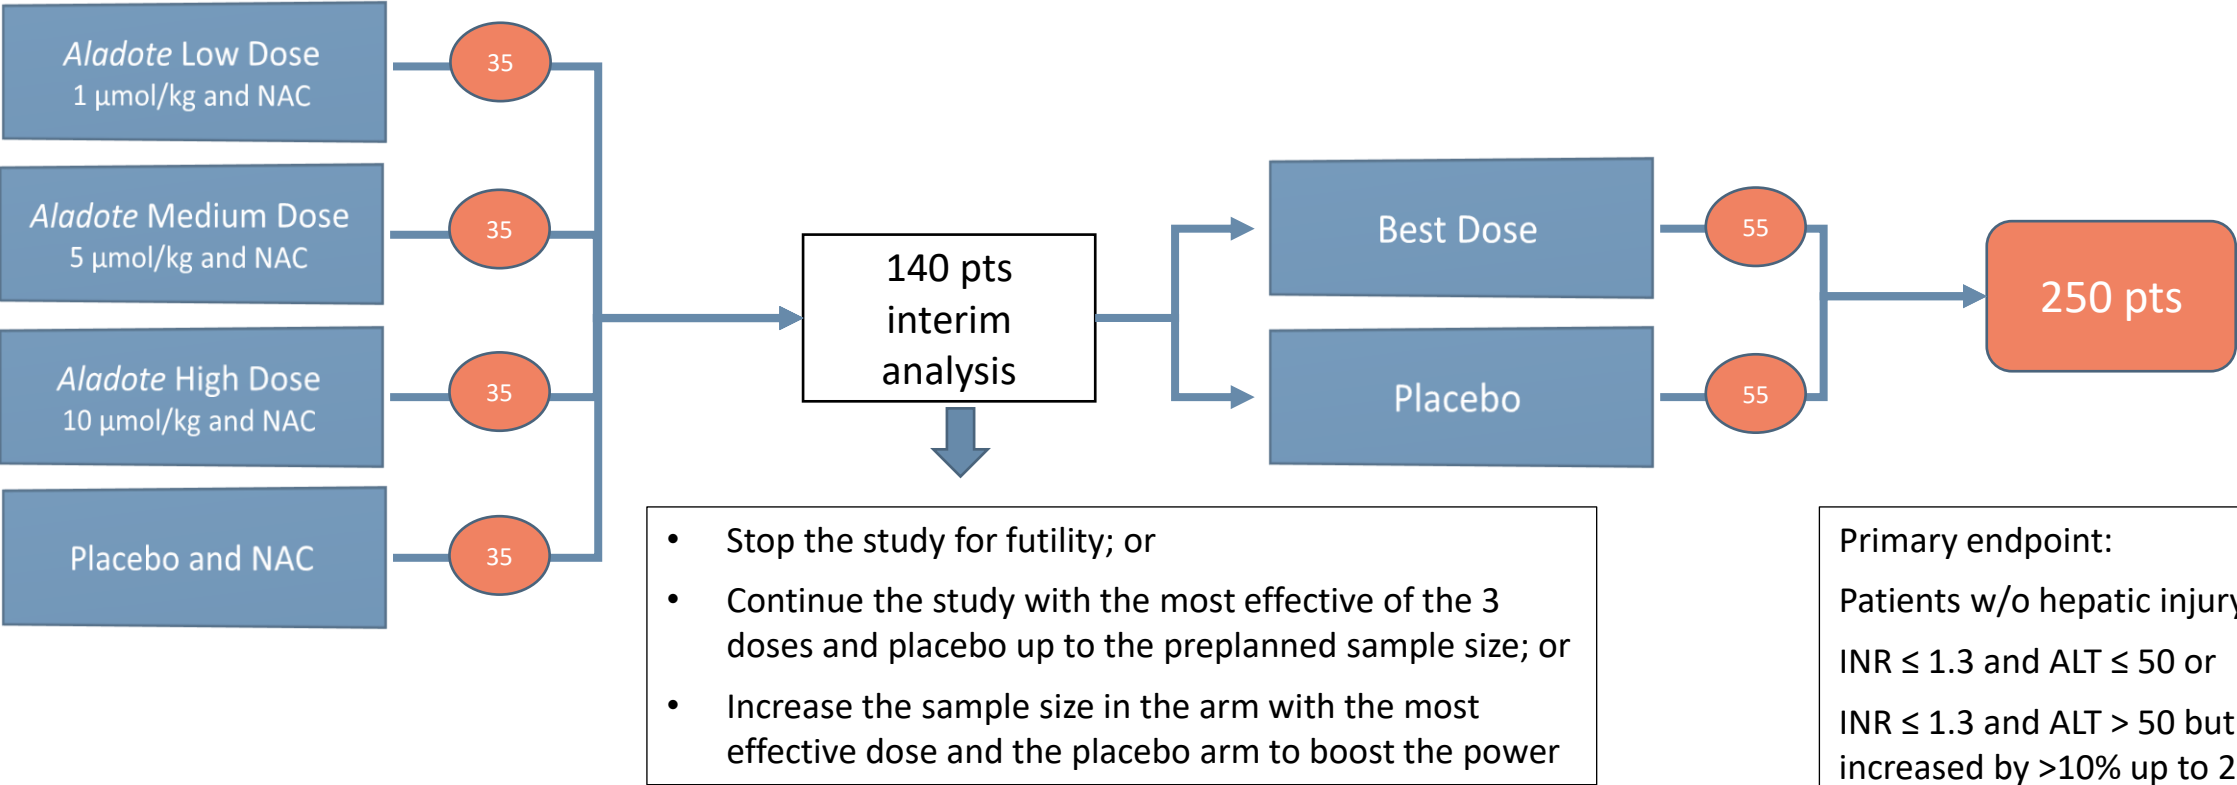 Aladote Low Dose
1 µmol/kg and NAC
35
Aladote Medium Dose
5 µmol/kg and NAC
35
Aladote High Dose
10 µmol/kg and NAC
35
Placebo and NAC
35
140 pts
interim
analysis
Best Dose
55
Placebo
55
250 pts
• Stop the study for futility; or
• Continue the study with the most effective of the 3
doses and placebo up to the preplanned sample size; or
• Increase the sample size in the arm with the most
effective dose and the placebo arm to boost the power
Primary endpoint:
Patients w/o hepatic injury
INR ≤ 1.3 and ALT ≤ 50 or
INR ≤ 1.3 and ALT > 50 but
increased by >10% up to 2